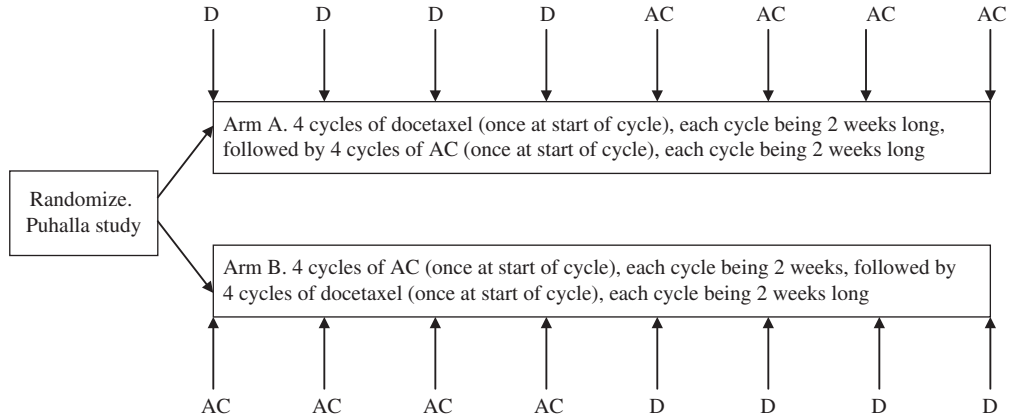 D D D D AC AC AC AC
Arm A. 4 cycles of docetaxel (once at start of cycle), each cycle being 2 weeks long,
followed by 4 cycles of AC (once at start of cycle), each cycle being 2 weeks long
Randomize.
Puhalla study
Arm B. 4 cycles of AC (once at start of cycle), each cycle being 2 weeks, followed by
4 cycles of docetaxel (once at start of cycle), each cycle being 2 weeks long
AC AC AC AC D D D D